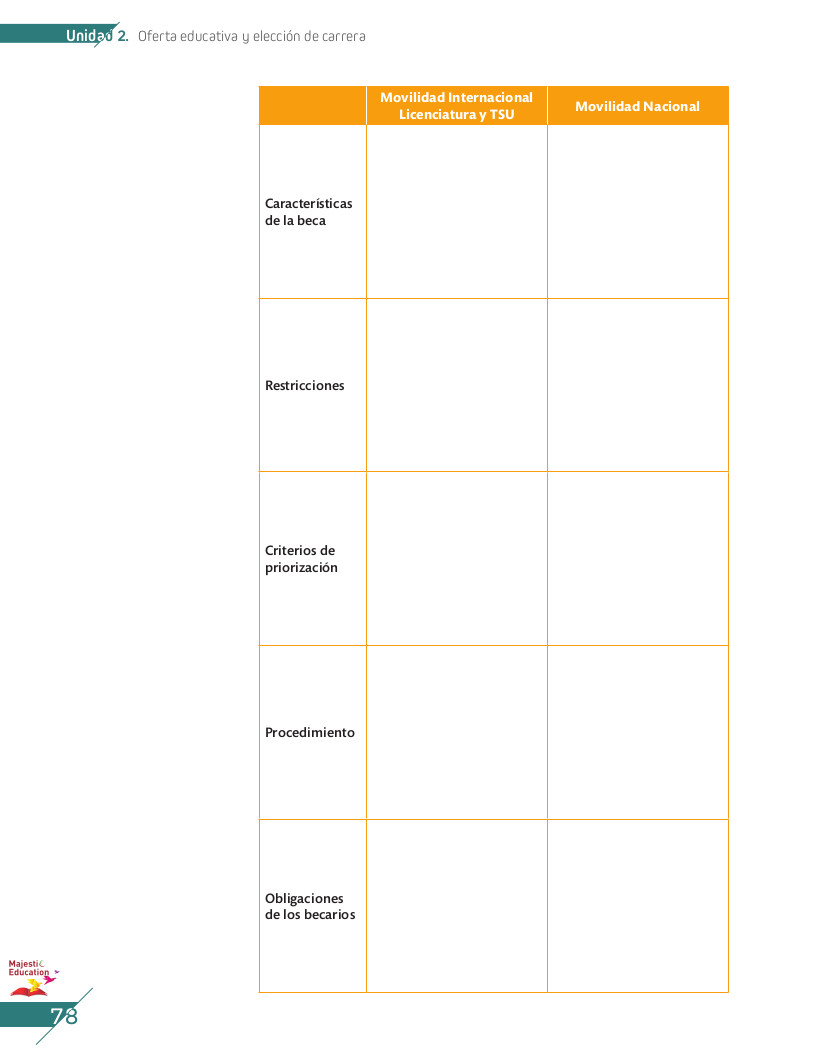 Unidad 2. Oferta educativa y elección de carrera
Movilidad Internacional
Licenciatura y TSU
Movilidad Nacional
Características
de la beca
Restricciones
Criterios de
priorización
Procedimiento
Obligaciones
de los becarios
Majestic
Education
78